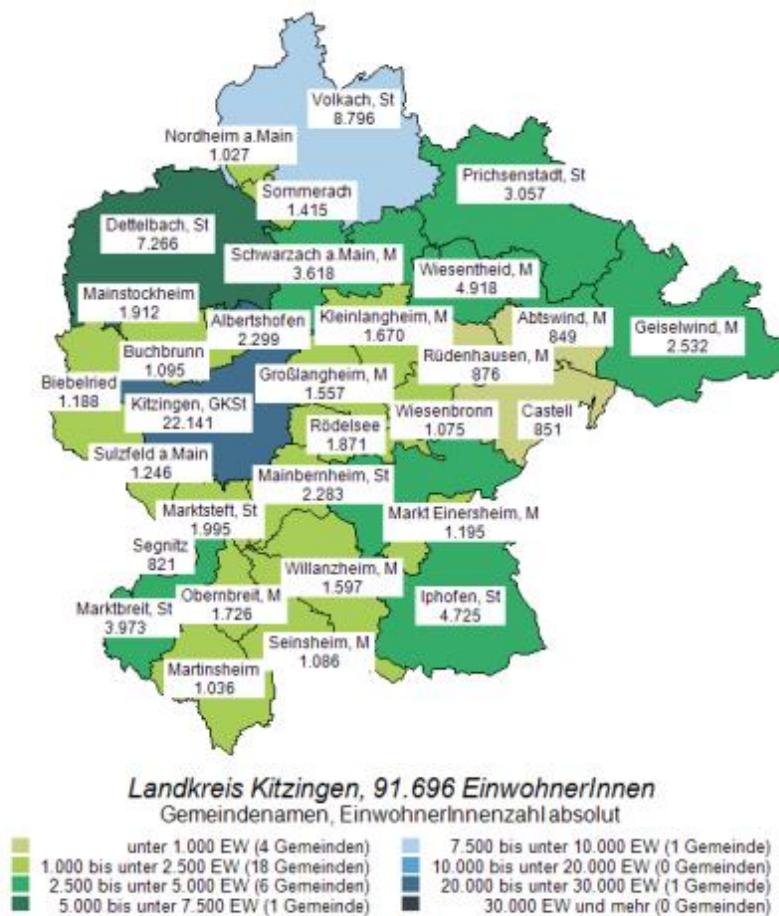 Volkach, St
8.796
Nordheim a.Main
1.027
Prichsenstadt, St
3.057
Sommerach
1.415
Dettelbach, St
7.266
Schwarzach a.Main, M
3.618
Wiesentheid, M
4.918
Mainstockheim
1.912
Albertshofen
2.299
Kleinlangheim, M
1.670
Abtswind, M
849
Geiselwind, M
2.532
Buchbrunn
1.095
Großlangheim, M
1.557
Rüdenhausen, M
876
Biebelried
1.188
Kitzingen, GKSt
22.141
Rödelsee
1.871
Wiesenbronn
1.075
Castell
851
Sulzfeld a.Main
1.246
Mainbernheim, St
2.283
Marktsteft, St
1.995
Markt Einersheim, M
1.195
Segnitz
821
Willanzheim, M
1.597
Iphofen, St
4.725
Obernbreit, M
1.726
Marktbreit, St
3.973
Seinsheim, M
1.086
Martinsheim
1.036
Landkreis Kitzingen, 91.696 EinwohnerInnen
Gemeindenamen, EinwohnerInnenzahl absolut
unter 1.000 EW (4 Gemeinden)
1.000 bis unter 2.500 EW (18 Gemeinden)
2.500 bis unter 5.000 EW (6 Gemeinden)
5.000 bis unter 7.500 EW (1 Gemeinde)
7.500 bis unter 10.000 EW (1 Gemeinde)
10.000 bis unter 20.000 EW (0 Gemeinden)
20.000 bis unter 30.000 EW (1 Gemeinde)
30.000 EW und mehr (0 Gemeinden)